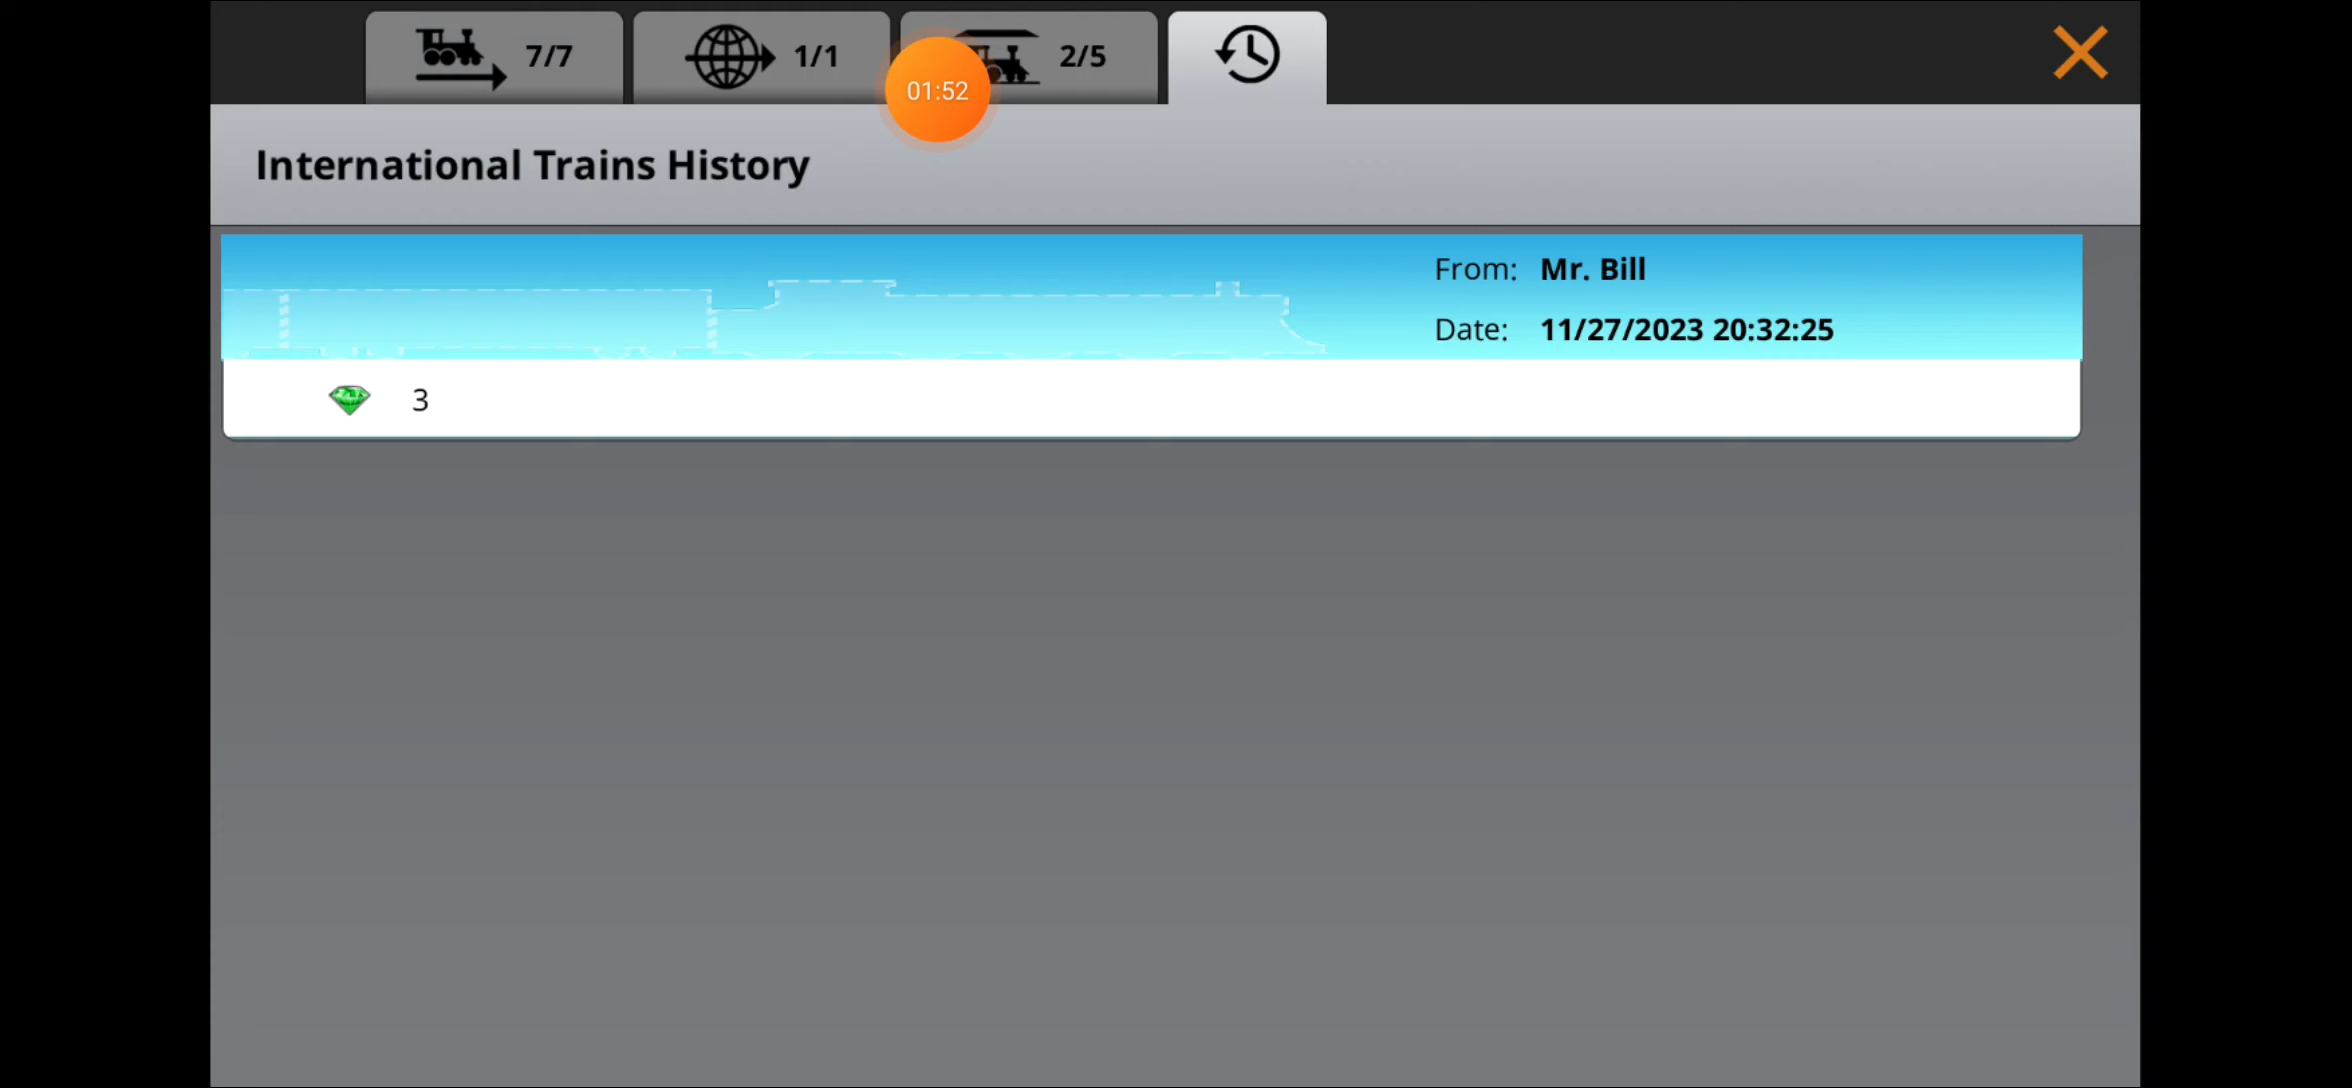 7/7
1/1
2/5
01:52
International Trains History
From: Mr. Bill
Date: 11/27/2023 20:32:25
3